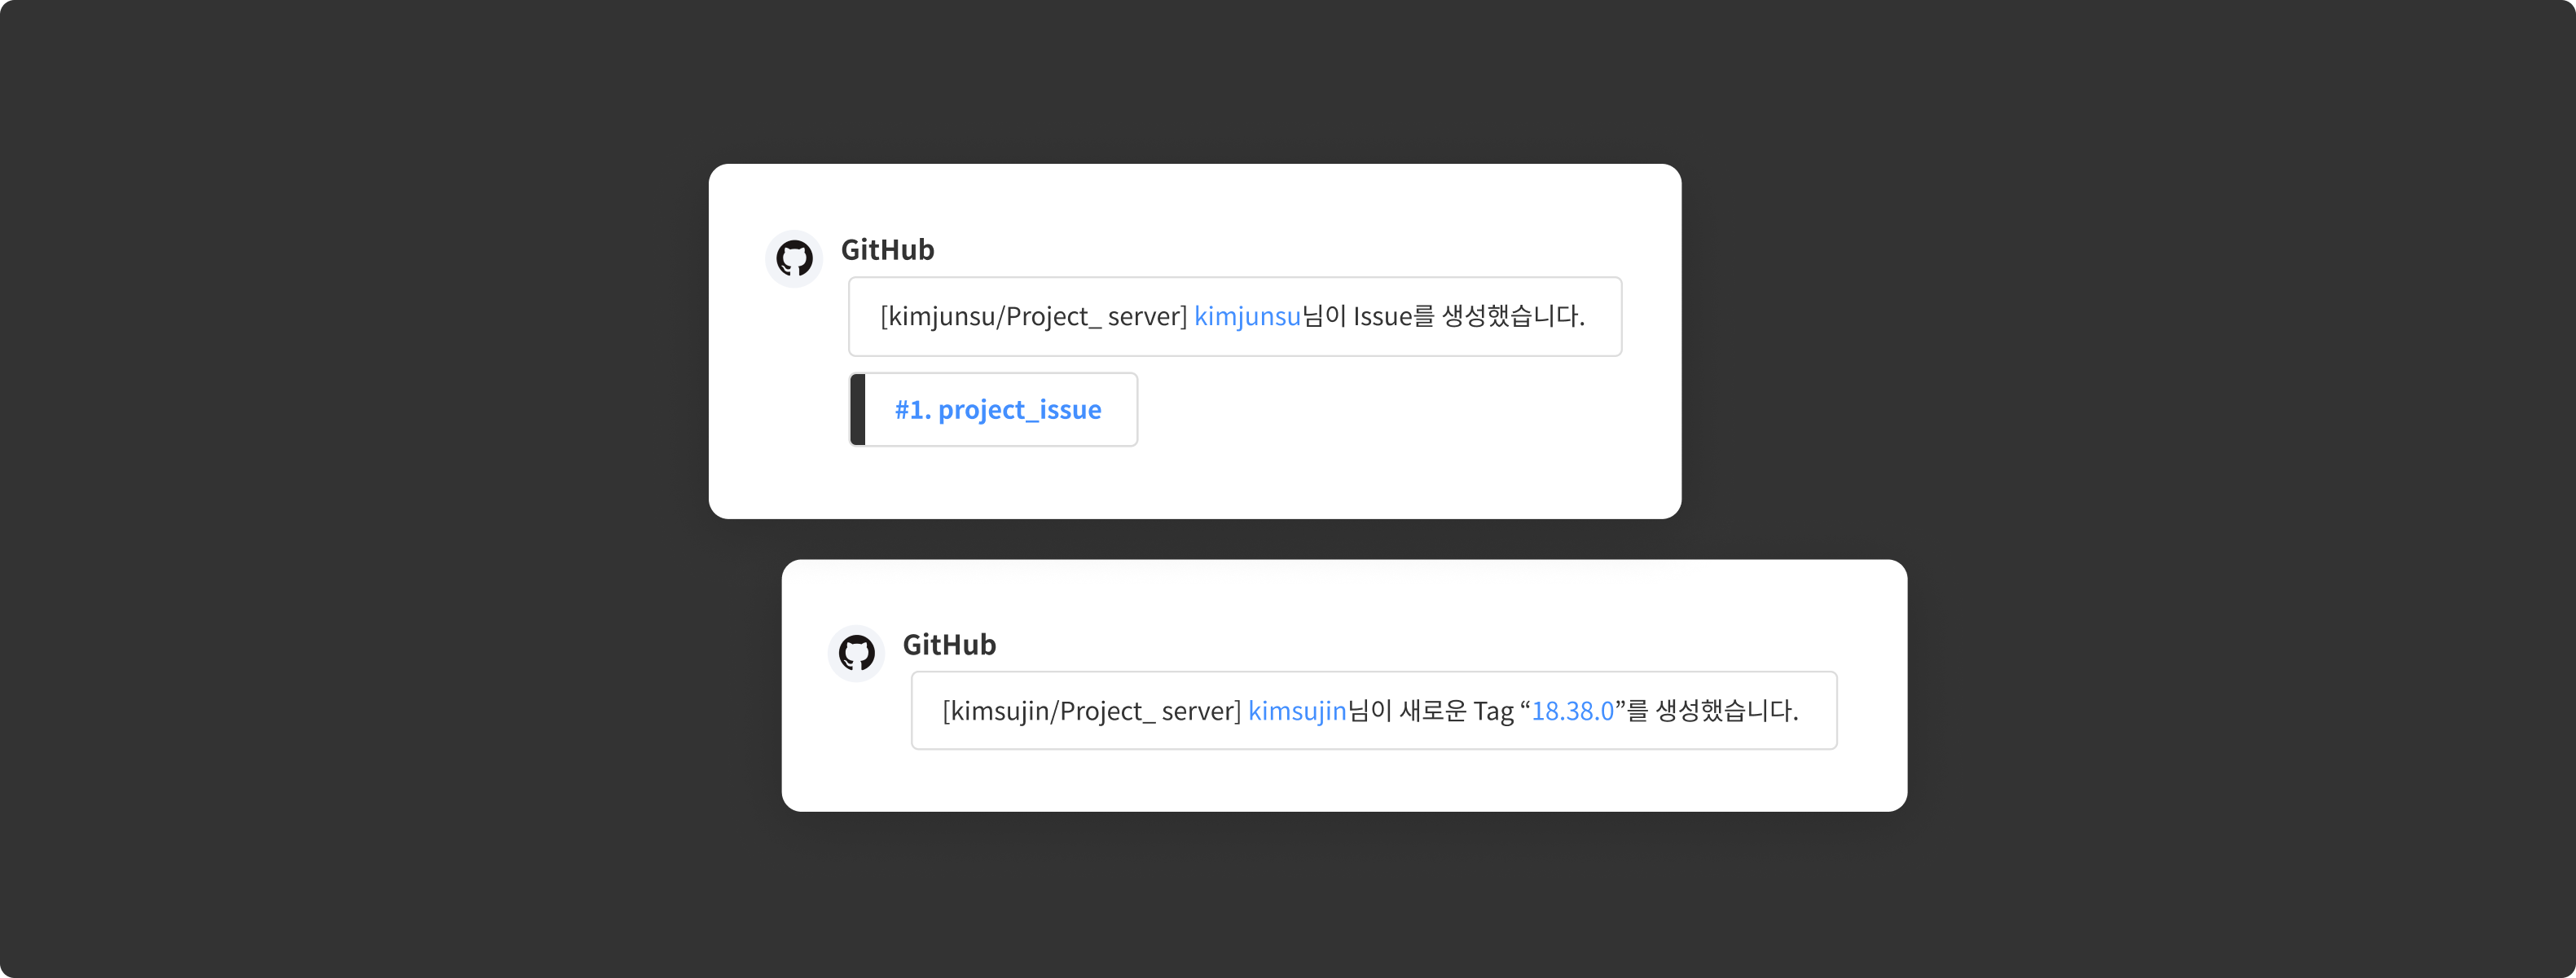 GitHub
[kimjunsu/Project_ server] kimjunsu님이 Issue를 생성했습니다.
#1. project_issue
GitHub
[kimsujin/Project_ server] kimsujin님이 새로운 Tag “18.38.0”를 생성했습니다.